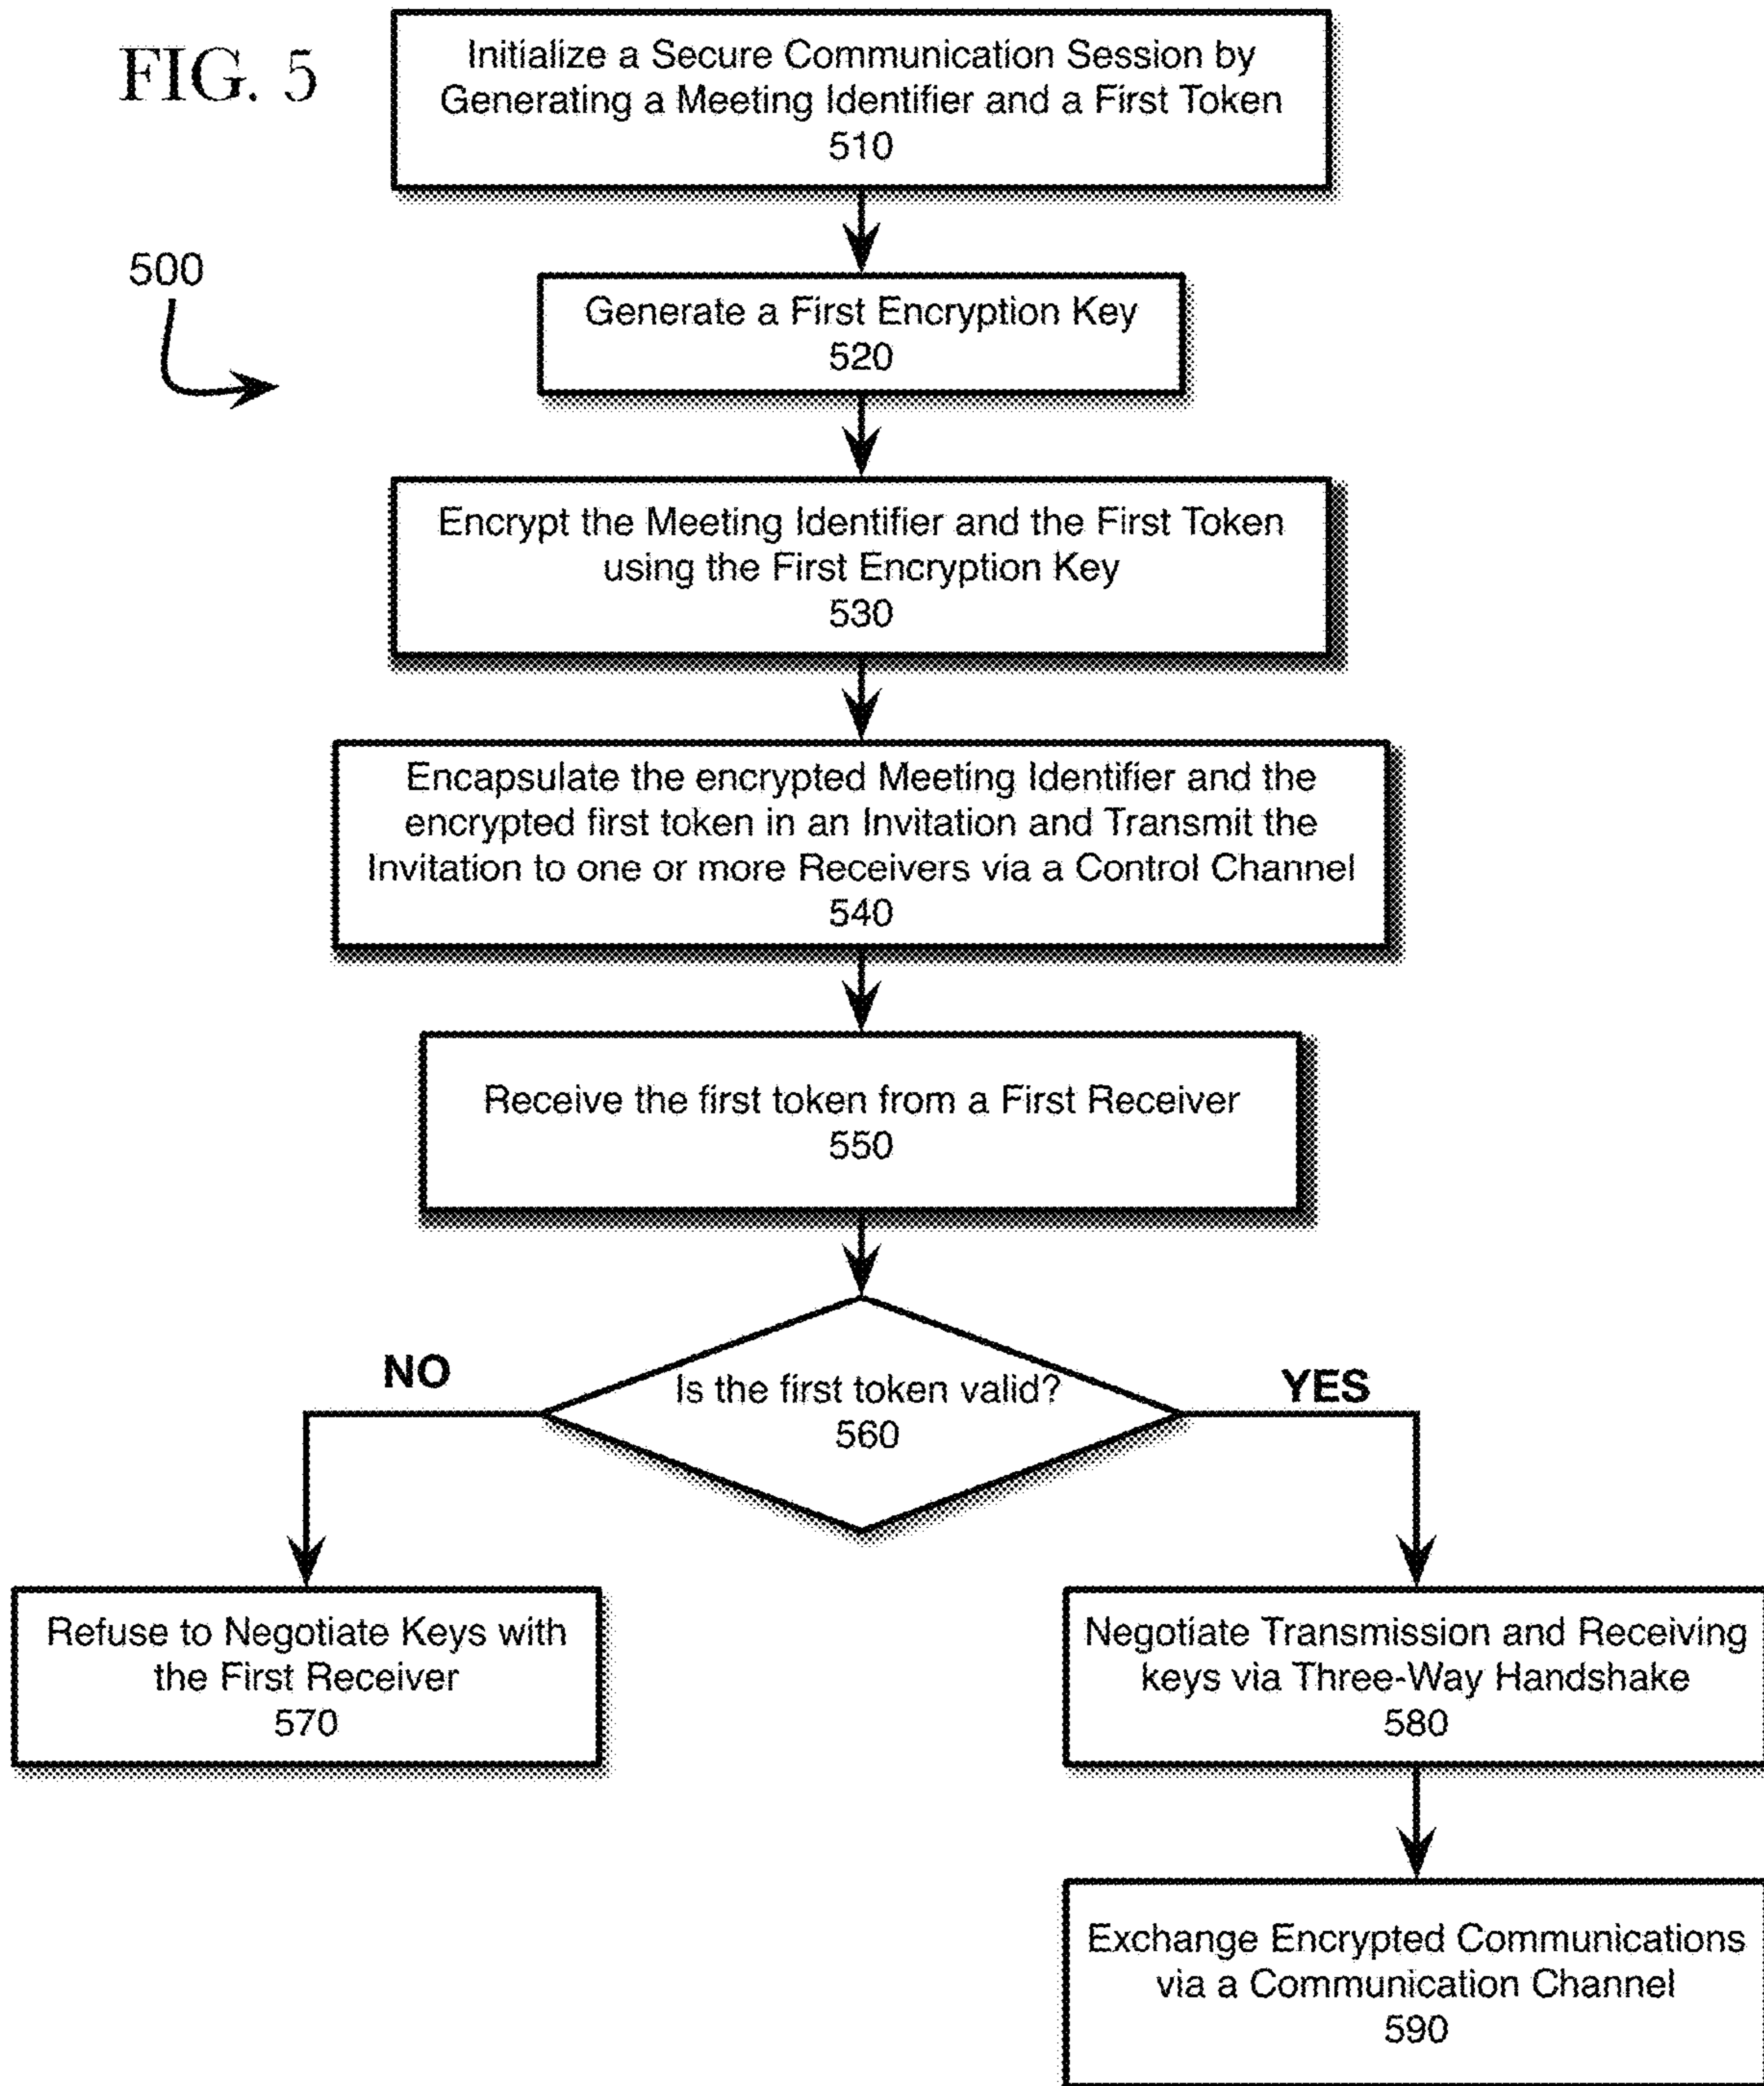 FIG. 5
Initialize a Secure Communication Session by
Generating a Meeting Identifier and a First Token
510
500
Generate a First Encryption Key
520
Encrypt the Meeting Identifier and the First Token
using the First Encryption Key
530
Encapsulate the encrypted Meeting Identifier and the
encrypted first token in an Invitation and Transmit the
Invitation to one or more Receivers via a Control Channel
540
Receive the first token from a First Receiver
550
Is the first token valid?
560
NO
YES
Refuse to Negotiate Keys with
the First Receiver
570
Negotiate Transmission and Receiving
keys via Three-Way Handshake
580
Exchange Encrypted Communications
via a Communication Channel
590